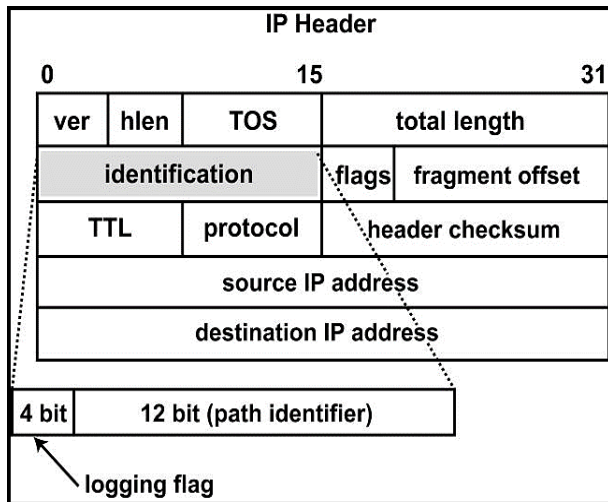 IP Header
0 15 31
ver hlen TOS total length
identification flags fragment offset
TTL protocol header checksum
source IP address
destination IP address
4 bit 12 bit (path identifier)
logging flag